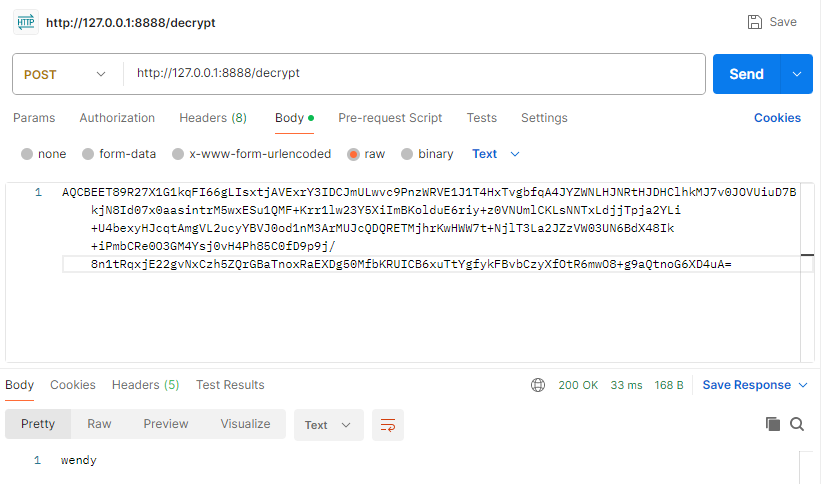 HTTP http://127.0.0.1:8888/decrypt Save
POST http://127.0.0.1:8888/decrypt Send
Params Authorization Headers (8) Body Pre-request Script Tests Settings Cookies
none form-data x-www-form-urlencoded raw binary Text
1 AQCBEET89R27X1G1kqFI66gLIsxtjAVExrY3IDCJmULwvc9PnzWRVE1J1T4HxTvgbfqA4JYZWNLHJNRtHJDHClhkMJ7v0JOVUiuD7B
kjN8Id07x0aasintrM5wxESu1QMF+Krr1lw23Y5XiImBKolduE6riy+z0VNUmlCKLsNNTxLdjjTpja2YLi
+U4bexyHJcqtAmgVL2ucyYBVJ0od1nM3ArMUJcQDQRETMjhrKwHWW7t+NjlT3La2JZzVW03UN6BdX48Ik
+iPmbCRe0O3GM4Ysj0vH4Ph85C0fD9p9j/
8n1tRqxjE22gvNxCzh5ZQrGBaTnoxRaEXDg50MfbKRUICB6xuTtYgfykFBvbCzyXfOtR6mwO8+g9aQtnoG6XD4uA=
Body Cookies Headers (5) Test Results 200 OK 33 ms 168 B Save Response
Pretty Raw Preview Visualize Text
1 wendy